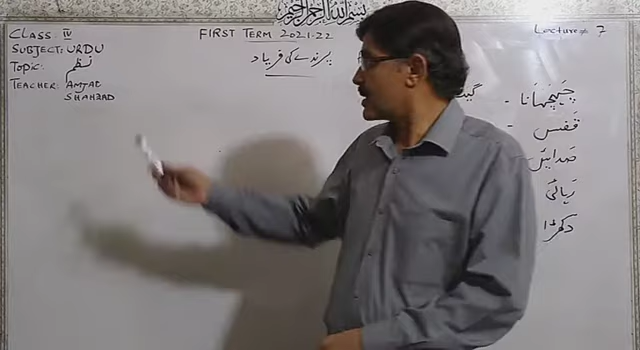 بسم اللہ الرحمن الرحیم
CLASS: IV
SUBJECT: URDU
Topic: نظم
TEACHER: AMJAD
SHAHZAD
FIRST TERM 2021-22
پرندے کی فریاد
Lecture # 7
چہچہانا - گیت
قفس -
صدائیں
رہائی
دکھڑا